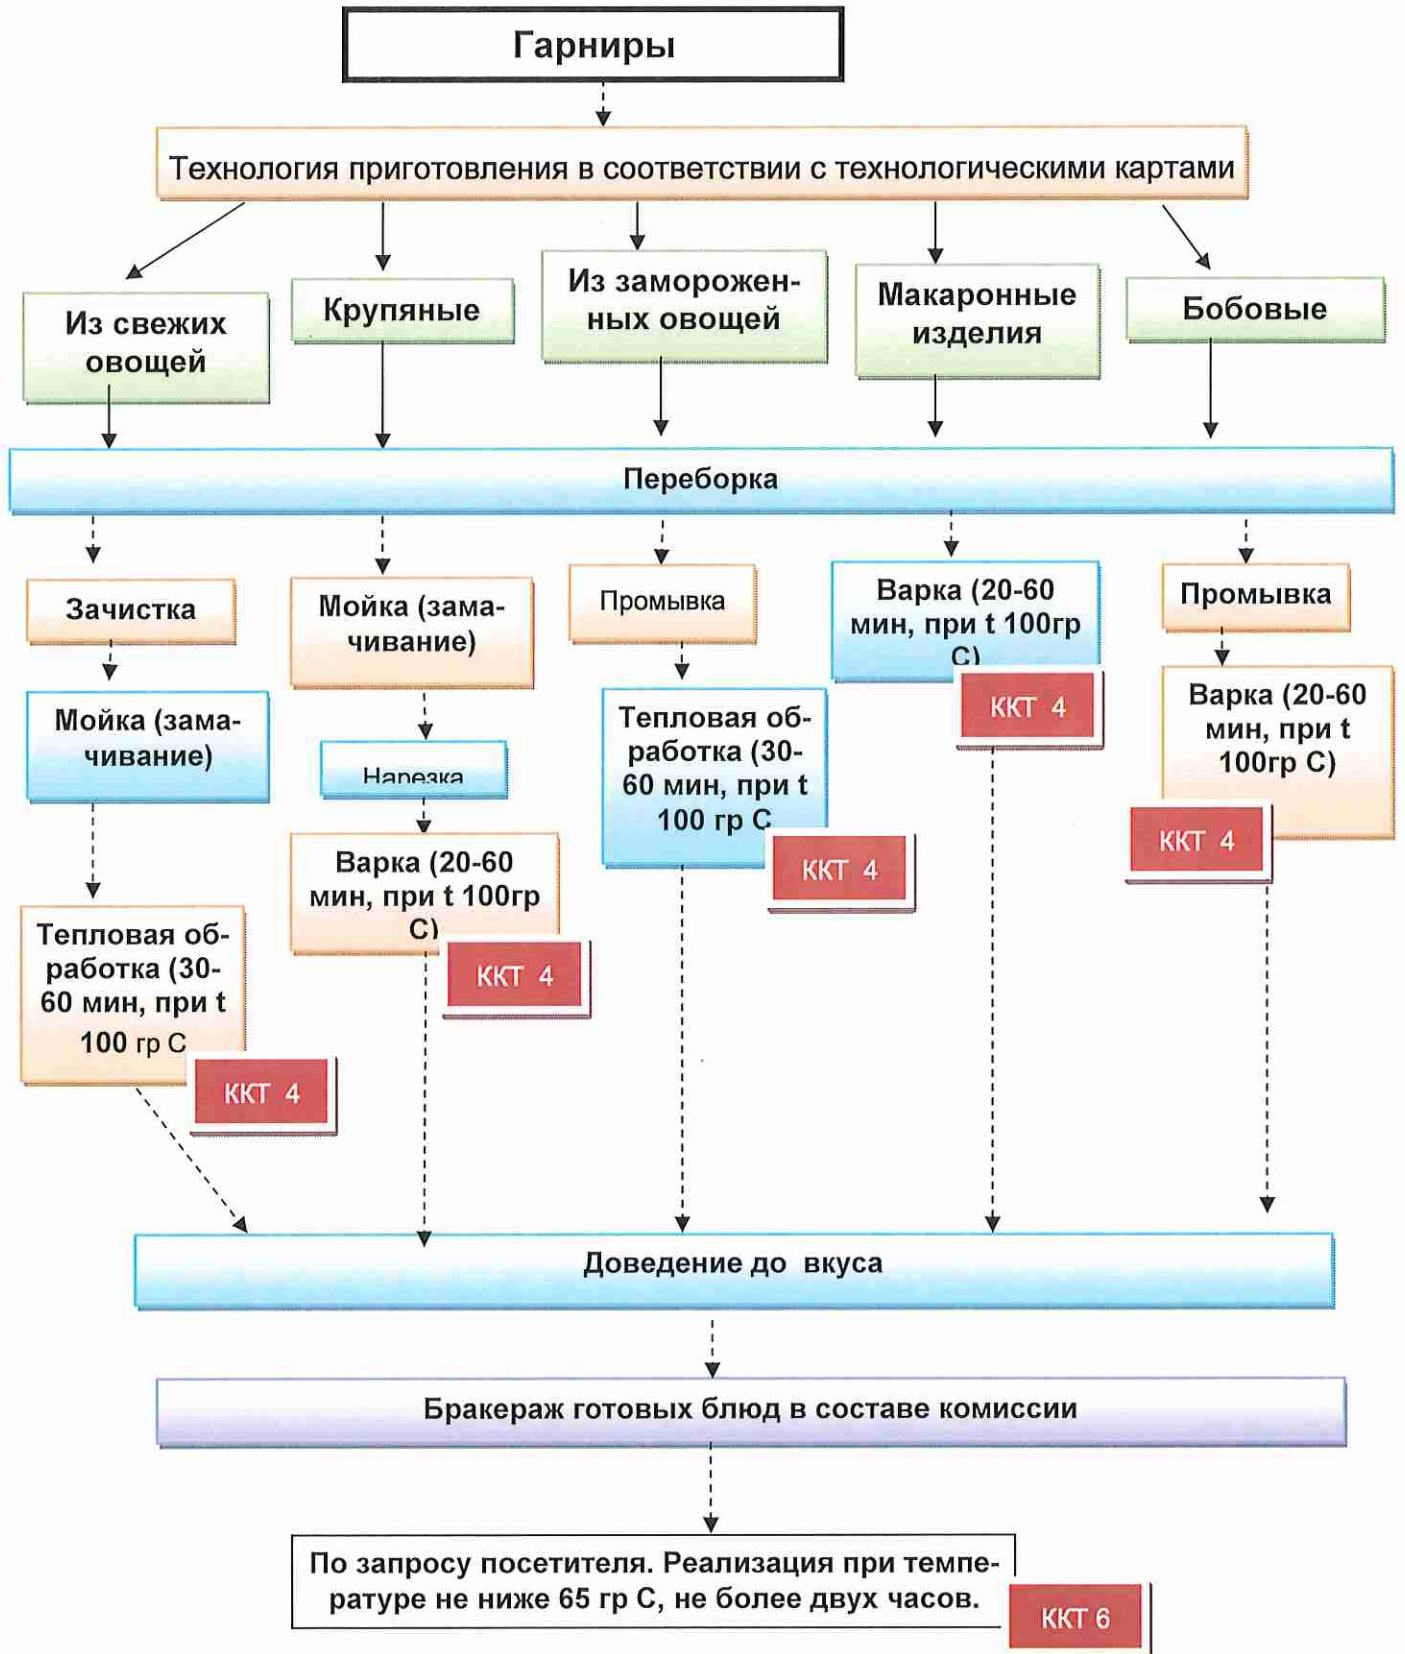 Гарниры
Технология приготовления в соответствии с технологическими картами
Из свежих
овощей
Крупяные
Из заморожен-
ных овощей
Макаронные
изделия
Бобовые
Переборка
Зачистка
Мойка (зама-
чивание)
Тепловая об-
работка (30-
60 мин, при t
100 гр С
ККТ 4
Мойка (зама-
чивание)
Нарезка
Варка (20-60
мин, при t 100гр
С)
ККТ 4
Промывка
Тепловая об-
работка (30-
60 мин, при t
100 гр С
ККТ 4
Варка (20-60
мин, при t 100гр
С)
ККТ 4
Промывка
Варка (20-60
мин, при t
100гр С)
ККТ 4
Доведение до вкуса
Бракераж готовых блюд в составе комиссии
По запросу посетителя. Реализация при темпе-
ратуре не ниже 65 гр С, не более двух часов.
ККТ 6